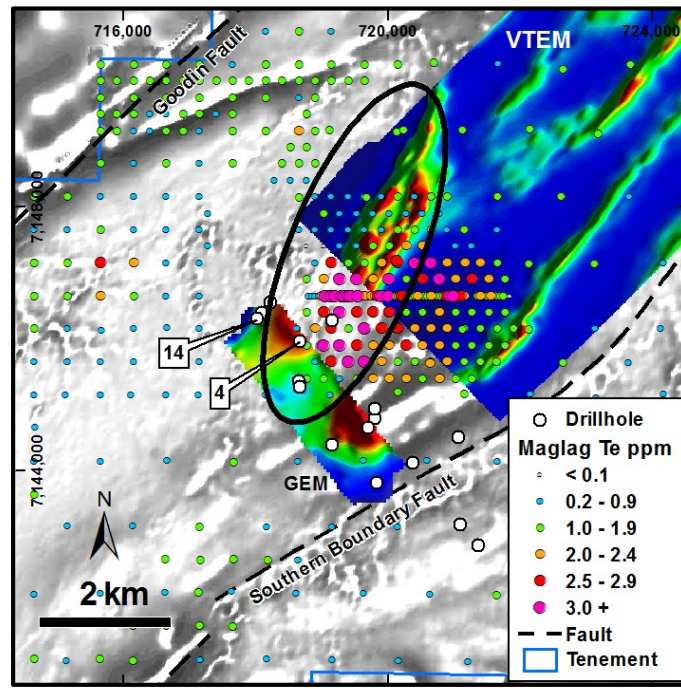 716,000
720,000
724,000
VTEM
Goodin Fault
7,148,000
14
4
7,144,000
GEM
Southern Boundary Fault
N
2 km
Drillhole
Maglag Te ppm
< 0.1
0.2 - 0.9
1.0 - 1.9
2.0 - 2.4
2.5 - 2.9
3.0 +
Fault
Tenement